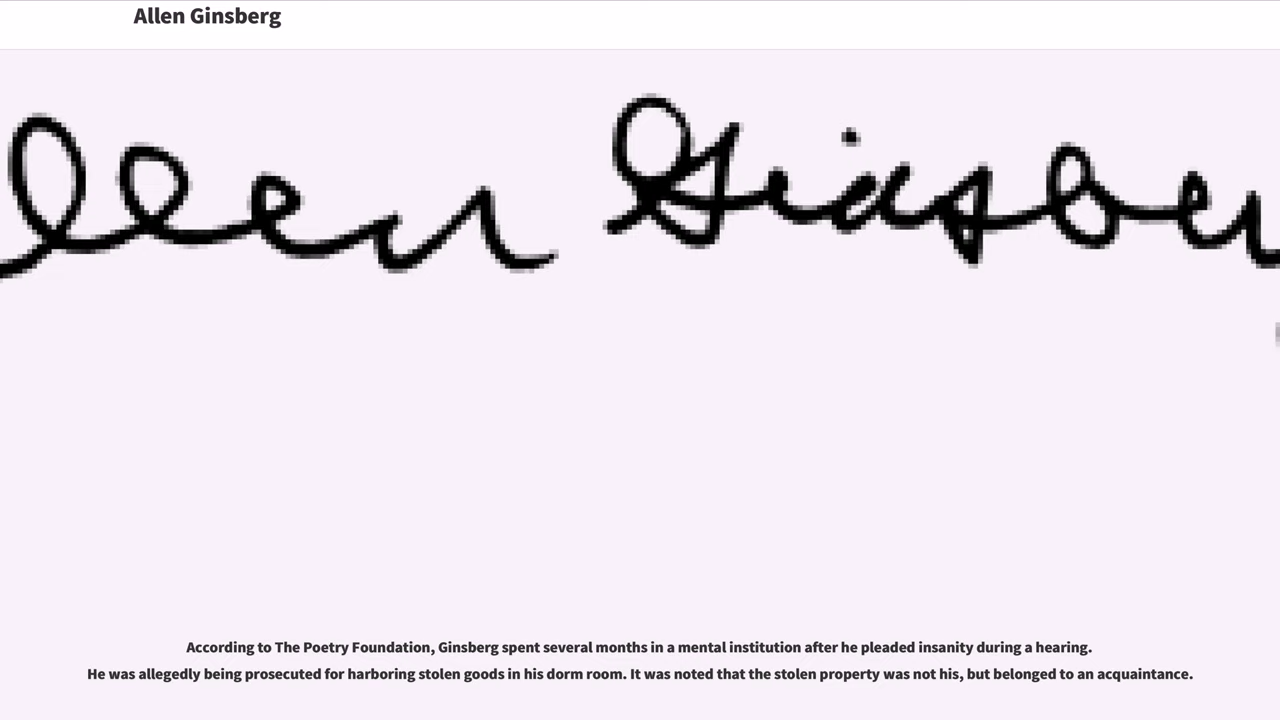 Allen Ginsberg
llen Ginsber
According to The Poetry Foundation, Ginsberg spent several months in a mental institution after he pleaded insanity during a hearing.
He was allegedly being prosecuted for harboring stolen goods in his dorm room. It was noted that the stolen property was not his, but belonged to an acquaintance.